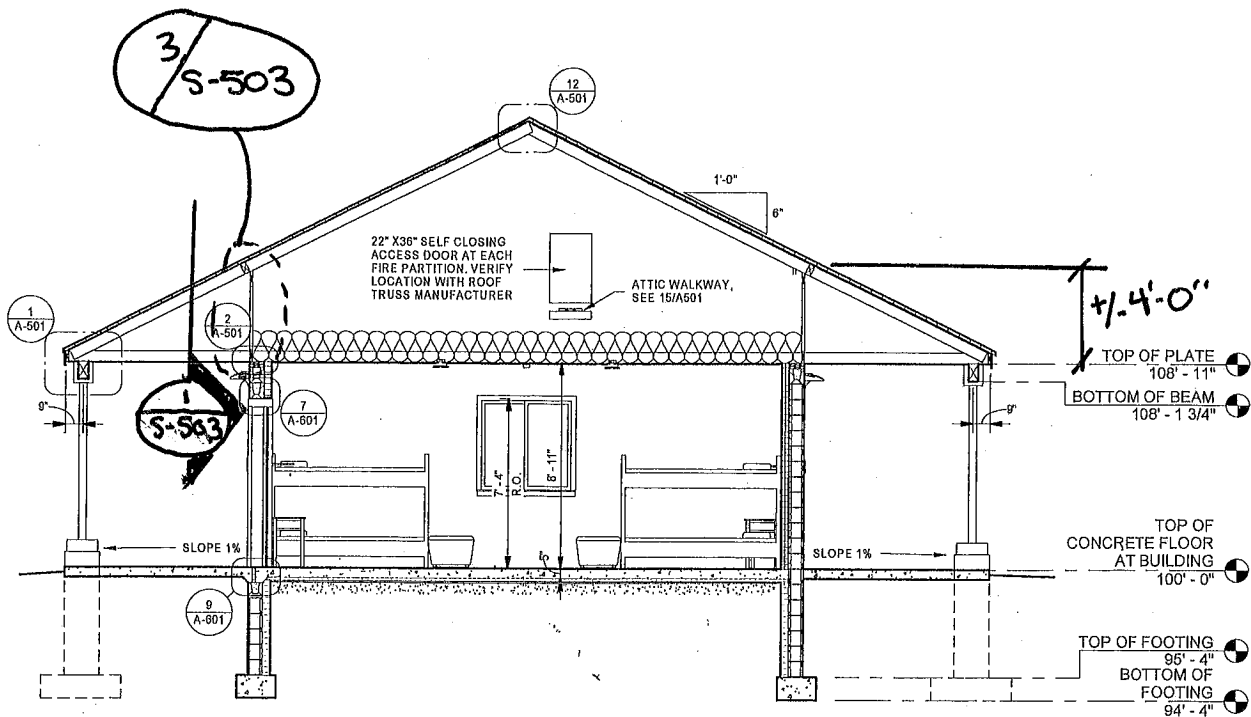 3
S-503
12
A-501
1'-0"
6"
22" X36" SELF CLOSING
ACCESS DOOR AT EACH
FIRE PARTITION. VERIFY
LOCATION WITH ROOF
TRUSS MANUFACTURER
ATTIC WALKWAY,
SEE 15/A501
+/- 4'-0"
1
A-501
2
A-501
TOP OF PLATE
108' - 11"
BOTTOM OF BEAM
108' - 1 3/4"
9"
1
S-503
7
A-601
7'-4"
R.O.
8'-11"
9"
SLOPE 1%
SLOPE 1%
5"
TOP OF
CONCRETE FLOOR
AT BUILDING
100' - 0"
9
A-601
TOP OF FOOTING
95' - 4"
BOTTOM OF
FOOTING
94' - 4"